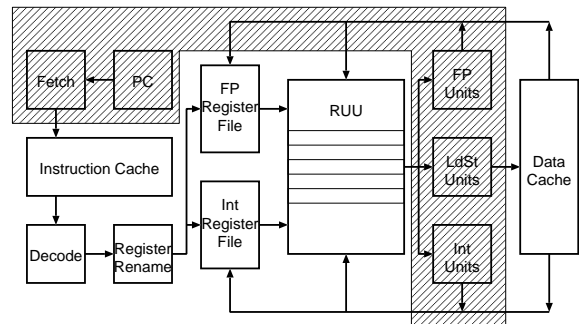 Fetch
PC
FP
Register
File
RUU
FP
Units
Instruction Cache
LdSt
Units
Data
Cache
Decode
Register
Rename
Int
Register
File
Int
Units